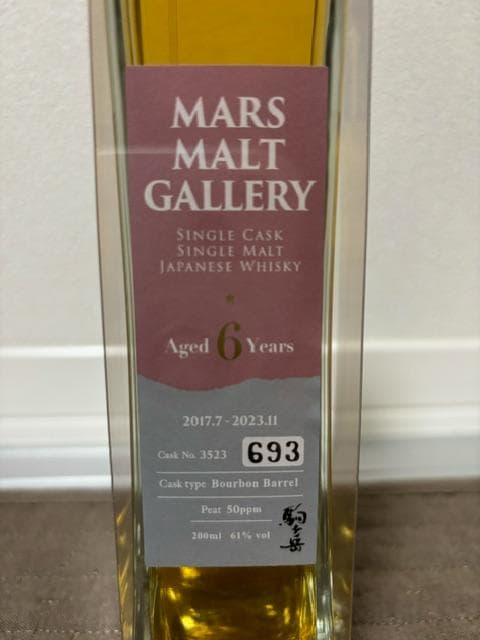 MARS
MALT
GALLERY
SINGLE CASK
SINGLE MALT
JAPANESE WHISKY
Aged 6 Years
2017.7 - 2023.11
Cask No. 3523 693
Cask type Bourbon Barrel
Peat 50ppm
200ml 61% vol
駒ヶ岳